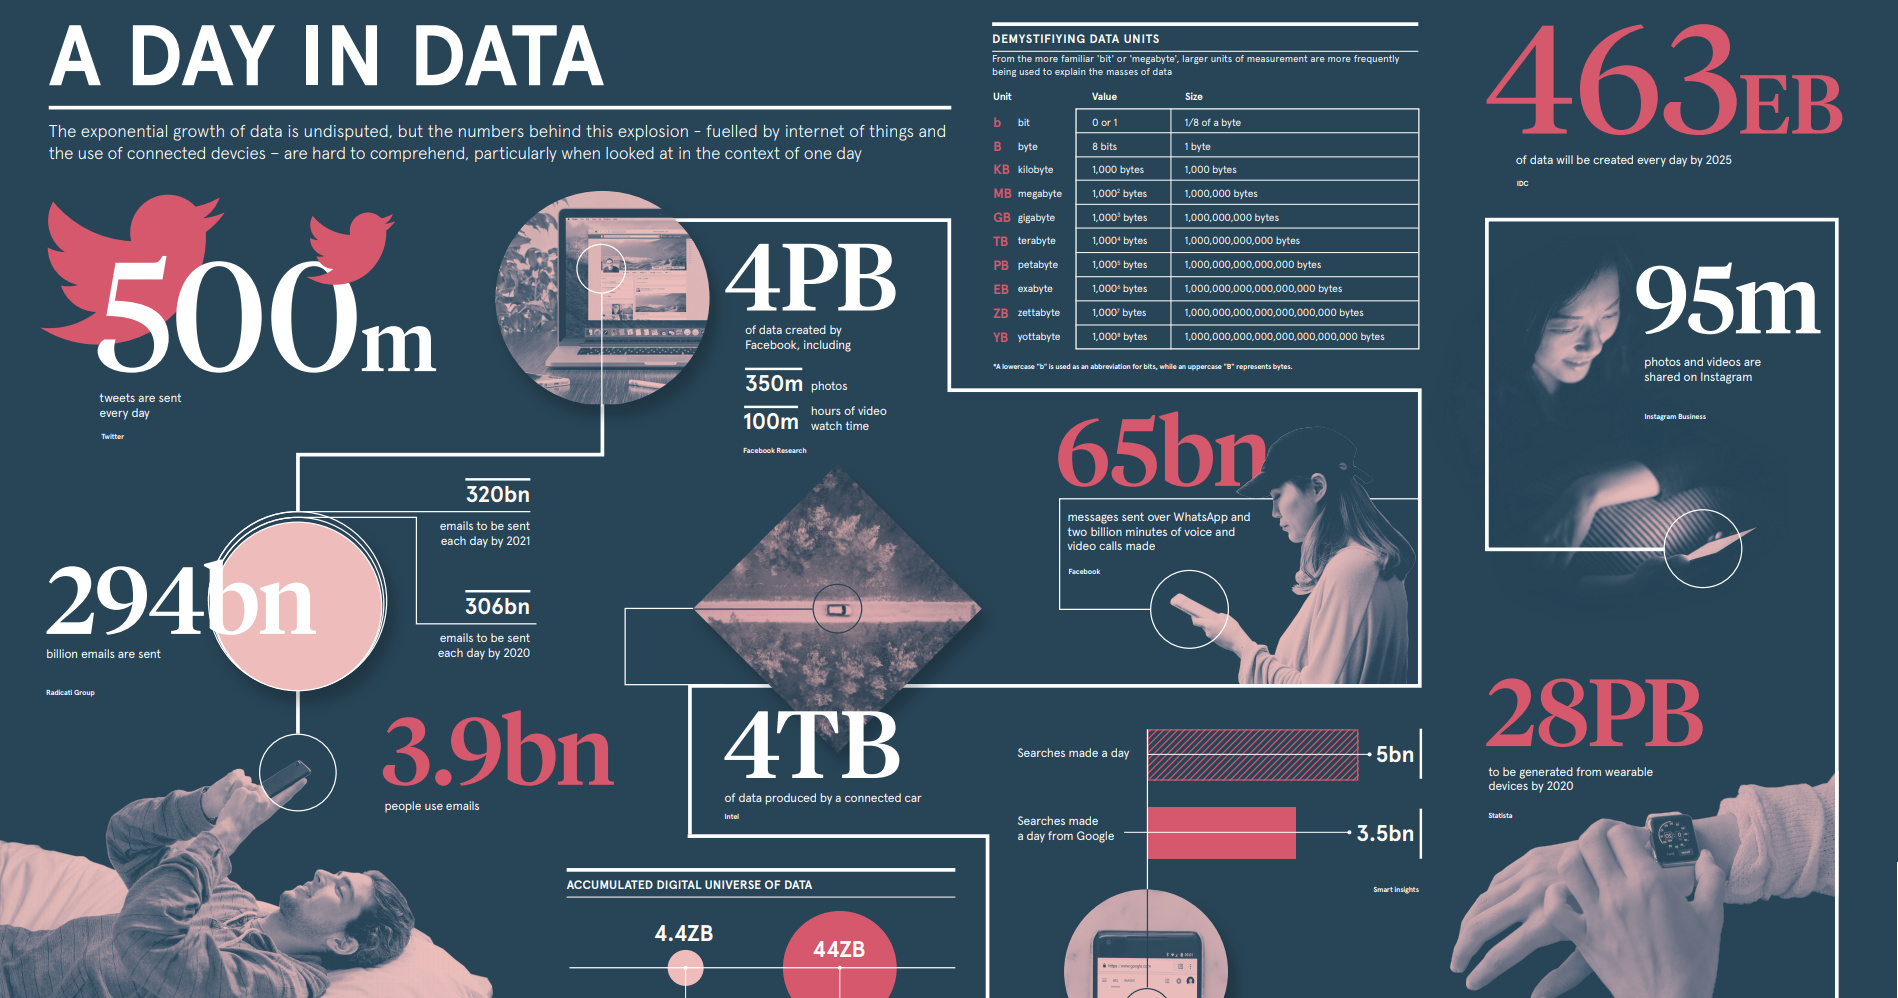 A DAY IN DATA
The exponential growth of data is undisputed, but the numbers behind this explosion - fuelled by internet of things and
the use of connected devcies – are hard to comprehend, particularly when looked at in the context of one day
500m
tweets are sent
every day
Twitter
4PB
of data created by
Facebook, including
350m photos
100m hours of video
watch time
Facebook Research
DEMYSTIFIYING DATA UNITS
From the more familiar 'bit' or 'megabyte', larger units of measurement are more frequently
being used to explain the masses of data
Unit Value Size
b bit 0 or 1 1/8 of a byte
B byte 8 bits 1 byte
KB kilobyte 1,000 bytes 1,000 bytes
MB megabyte 1,000² bytes 1,000,000 bytes
GB gigabyte 1,000³ bytes 1,000,000,000 bytes
TB terabyte 1,000⁴ bytes 1,000,000,000,000 bytes
PB petabyte 1,000⁵ bytes 1,000,000,000,000,000 bytes
EB exabyte 1,000⁶ bytes 1,000,000,000,000,000,000 bytes
ZB zettabyte 1,000⁷ bytes 1,000,000,000,000,000,000,000 bytes
YB yottabyte 1,000⁸ bytes 1,000,000,000,000,000,000,000,000 bytes
*A lowercase "b" is used as an abbreviation for bits, while an uppercase "B" represents bytes.
463EB
of data will be created every day by 2025
IDC
95m
photos and videos are
shared on Instagram
Instagram Business
320bn
emails to be sent
each day by 2021
306bn
emails to be sent
each day by 2020
294bn
billion emails are sent
Radicati Group
3.9bn
people use emails
65bn
messages sent over WhatsApp and
two billion minutes of voice and
video calls made
Facebook
4TB
of data produced by a connected car
Intel
Searches made a day 5bn
Searches made
a day from Google 3.5bn
Smart insights
28PB
to be generated from wearable
devices by 2020
Statista
ACCUMULATED DIGITAL UNIVERSE OF DATA
4.4ZB
44ZB